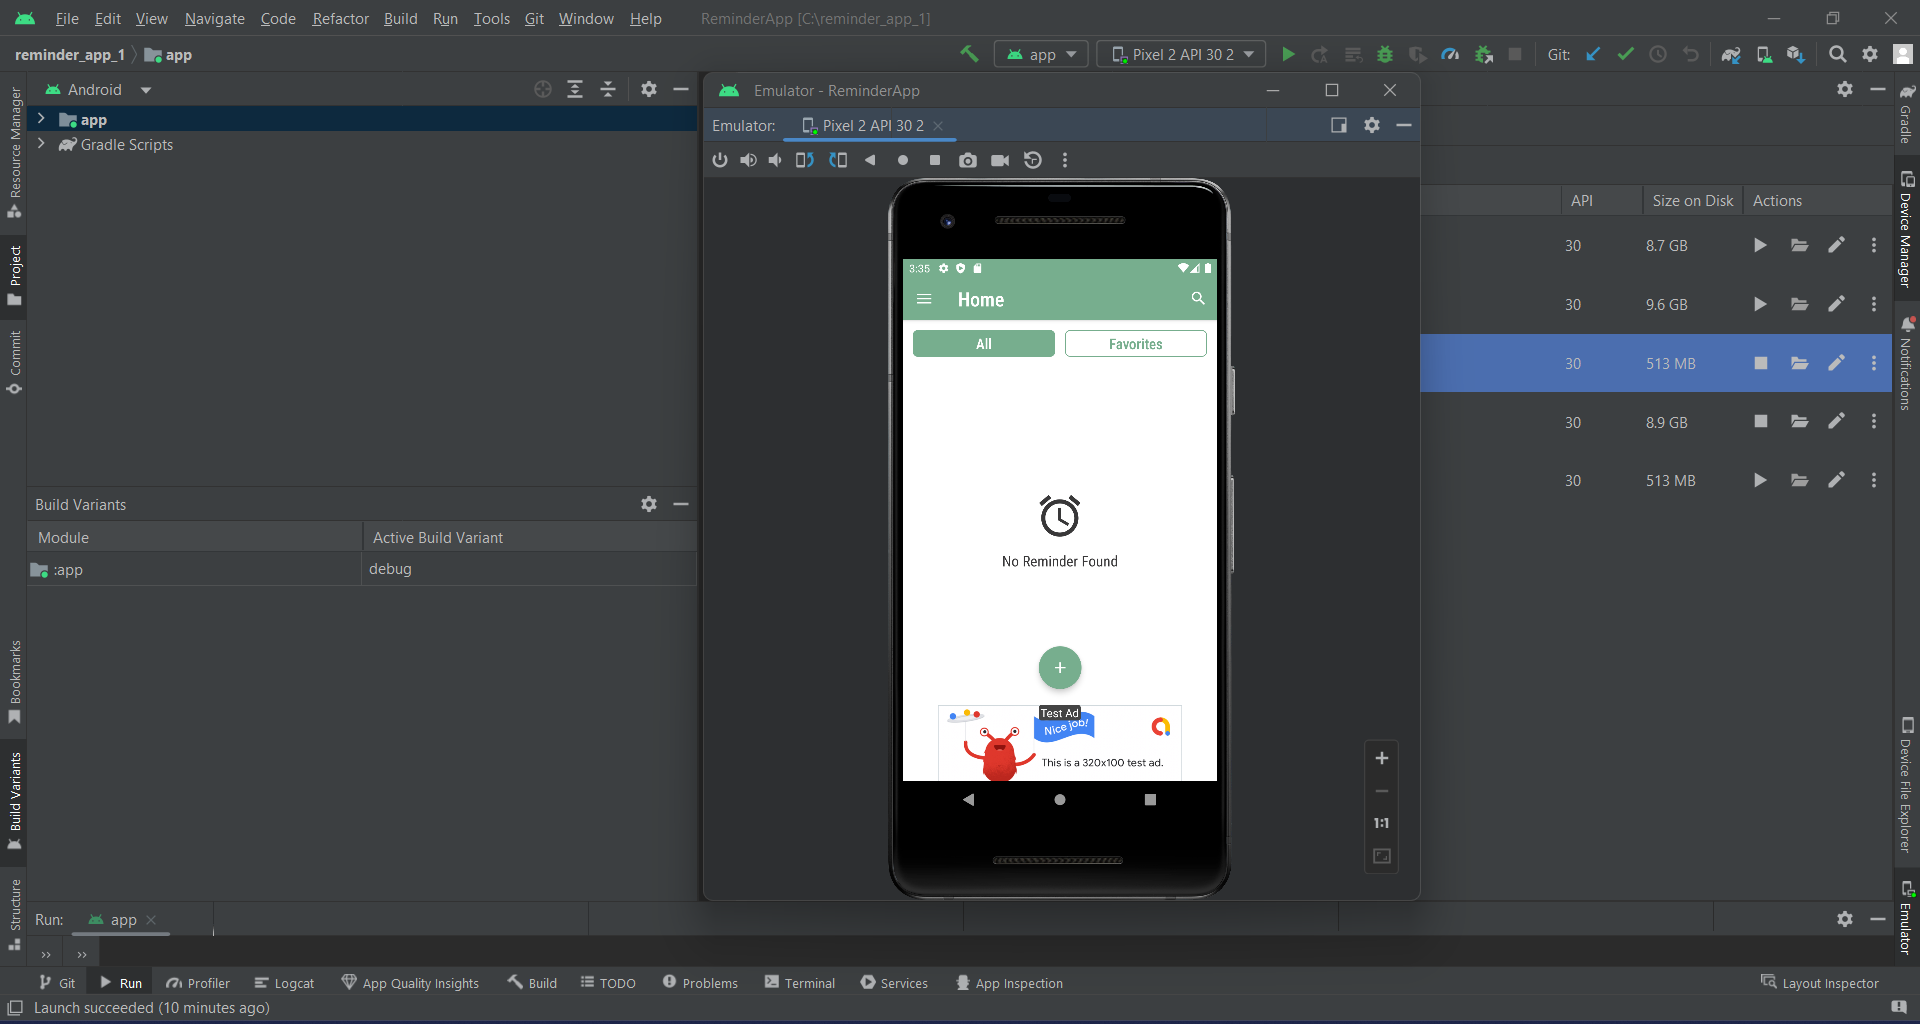 File Edit View Navigate Code Refactor Build Run Tools Git Window Help ReminderApp [C:\reminder_app_1]
reminder_app_1 app
app Pixel 2 API 30 2 Git:
Android
app
Gradle Scripts
Build Variants
Module Active Build Variant
:app debug
Resource Manager
Project
Commit
Bookmarks
Build Variants
Structure
Emulator - ReminderApp
Emulator: Pixel 2 API 30 2
3:35
Home
All Favorites
No Reminder Found
+
Test Ad
Nice job!
This is a 320x100 test ad.
1:1
API Size on Disk Actions
30 8.7 GB
30 9.6 GB
30 513 MB
30 8.9 GB
30 513 MB
Gradle
Device Manager
Notifications
Device File Explorer
Emulator
Run: app
Git Run Profiler Logcat App Quality Insights Build TODO Problems Terminal Services App Inspection Layout Inspector
Launch succeeded (10 minutes ago)